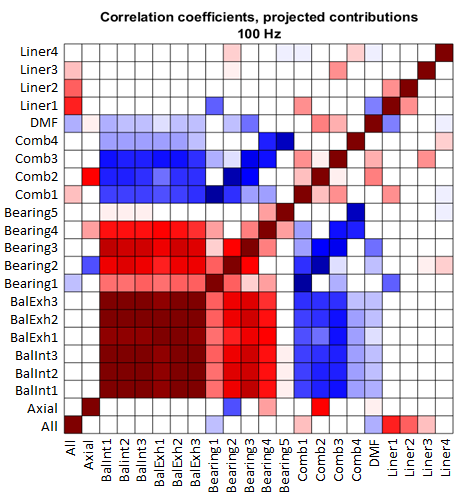 Correlation coefficients, projected contributions
100 Hz
Liner4
Liner3
Liner2
Liner1
DMF
Comb4
Comb3
Comb2
Comb1
Bearing5
Bearing4
Bearing3
Bearing2
Bearing1
BalExh3
BalExh2
BalExh1
BalInt3
BalInt2
BalInt1
Axial
All
All
Axial
BalInt1
BalInt2
BalInt3
BalExh1
BalExh2
BalExh3
Bearing1
Bearing2
Bearing3
Bearing4
Bearing5
Comb1
Comb2
Comb3
Comb4
DMF
Liner1
Liner2
Liner3
Liner4